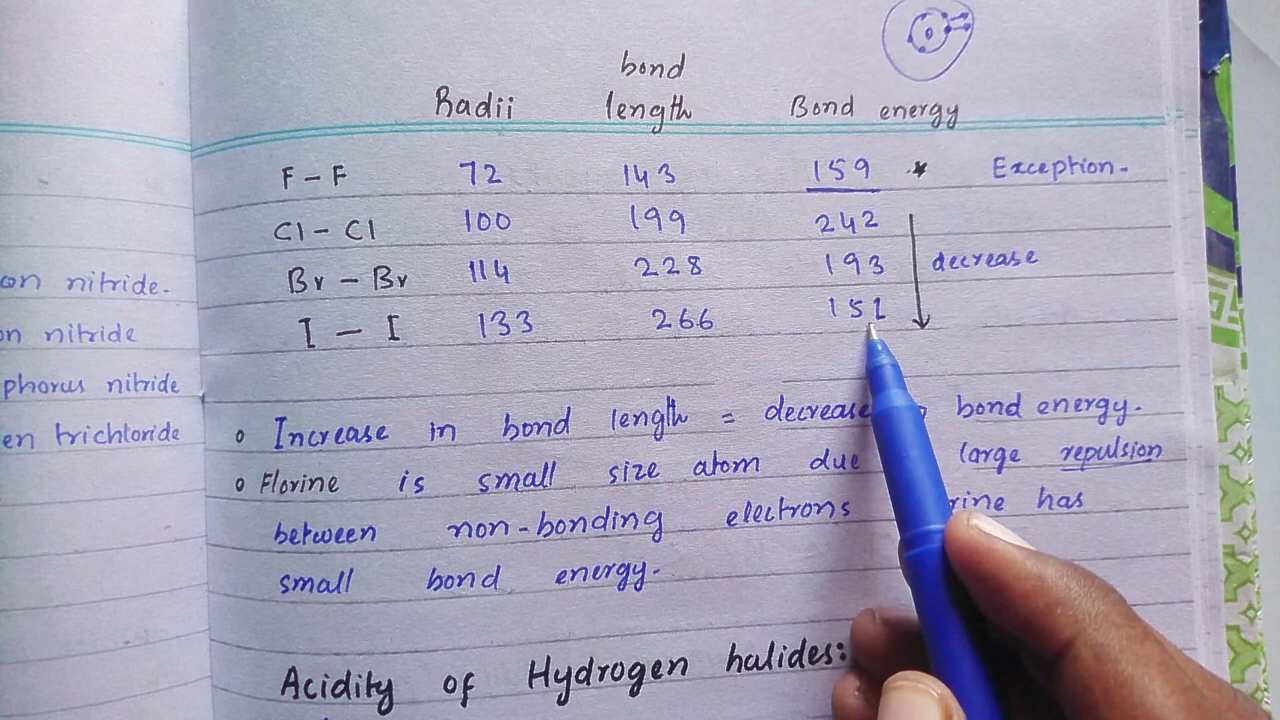 bond
Radii length Bond energy
F - F 72 143 159 * Exception.
Cl - Cl 100 199 242
Br - Br 114 228 193 decrease
I - I 133 266 151
on nitride.
n nitride
phorus nitride
en trichloride
Increase in bond length = decrease bond energy.
Florine is small size atom due large repulsion
between non-bonding electrons rine has
small bond energy.
Acidity of Hydrogen halides: